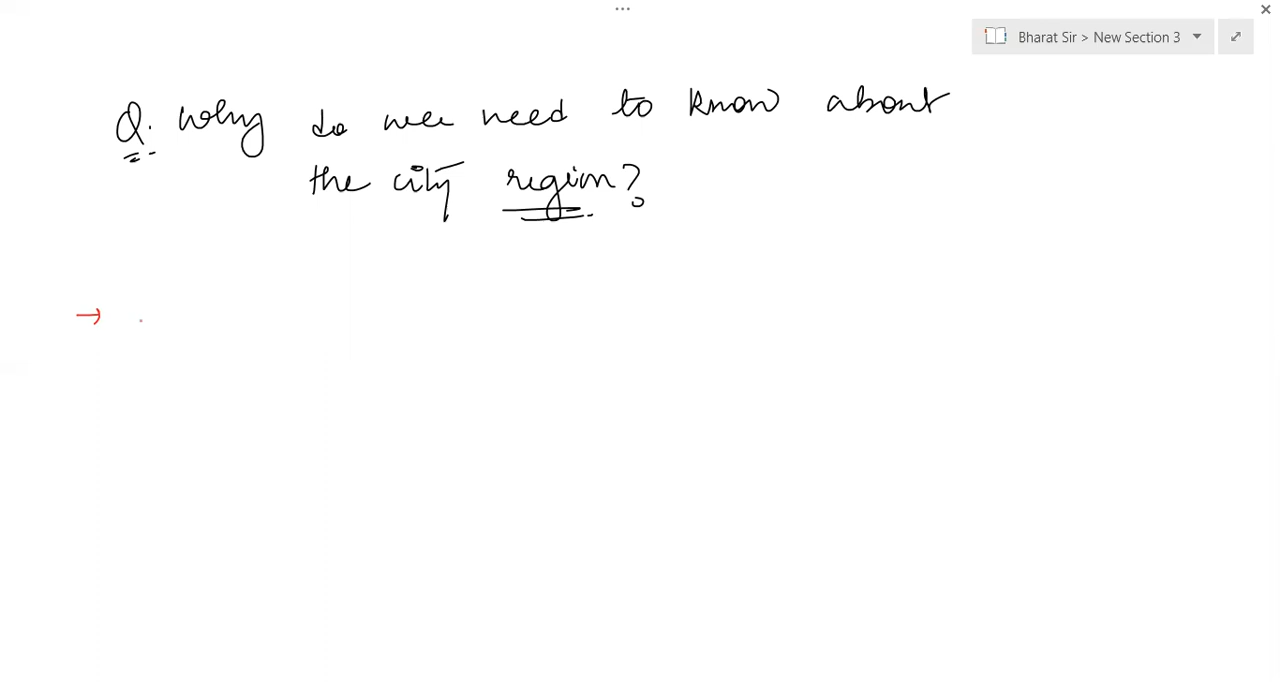 Bharat Sir > New Section 3
Q. Why do we need to know about
the city region?
→